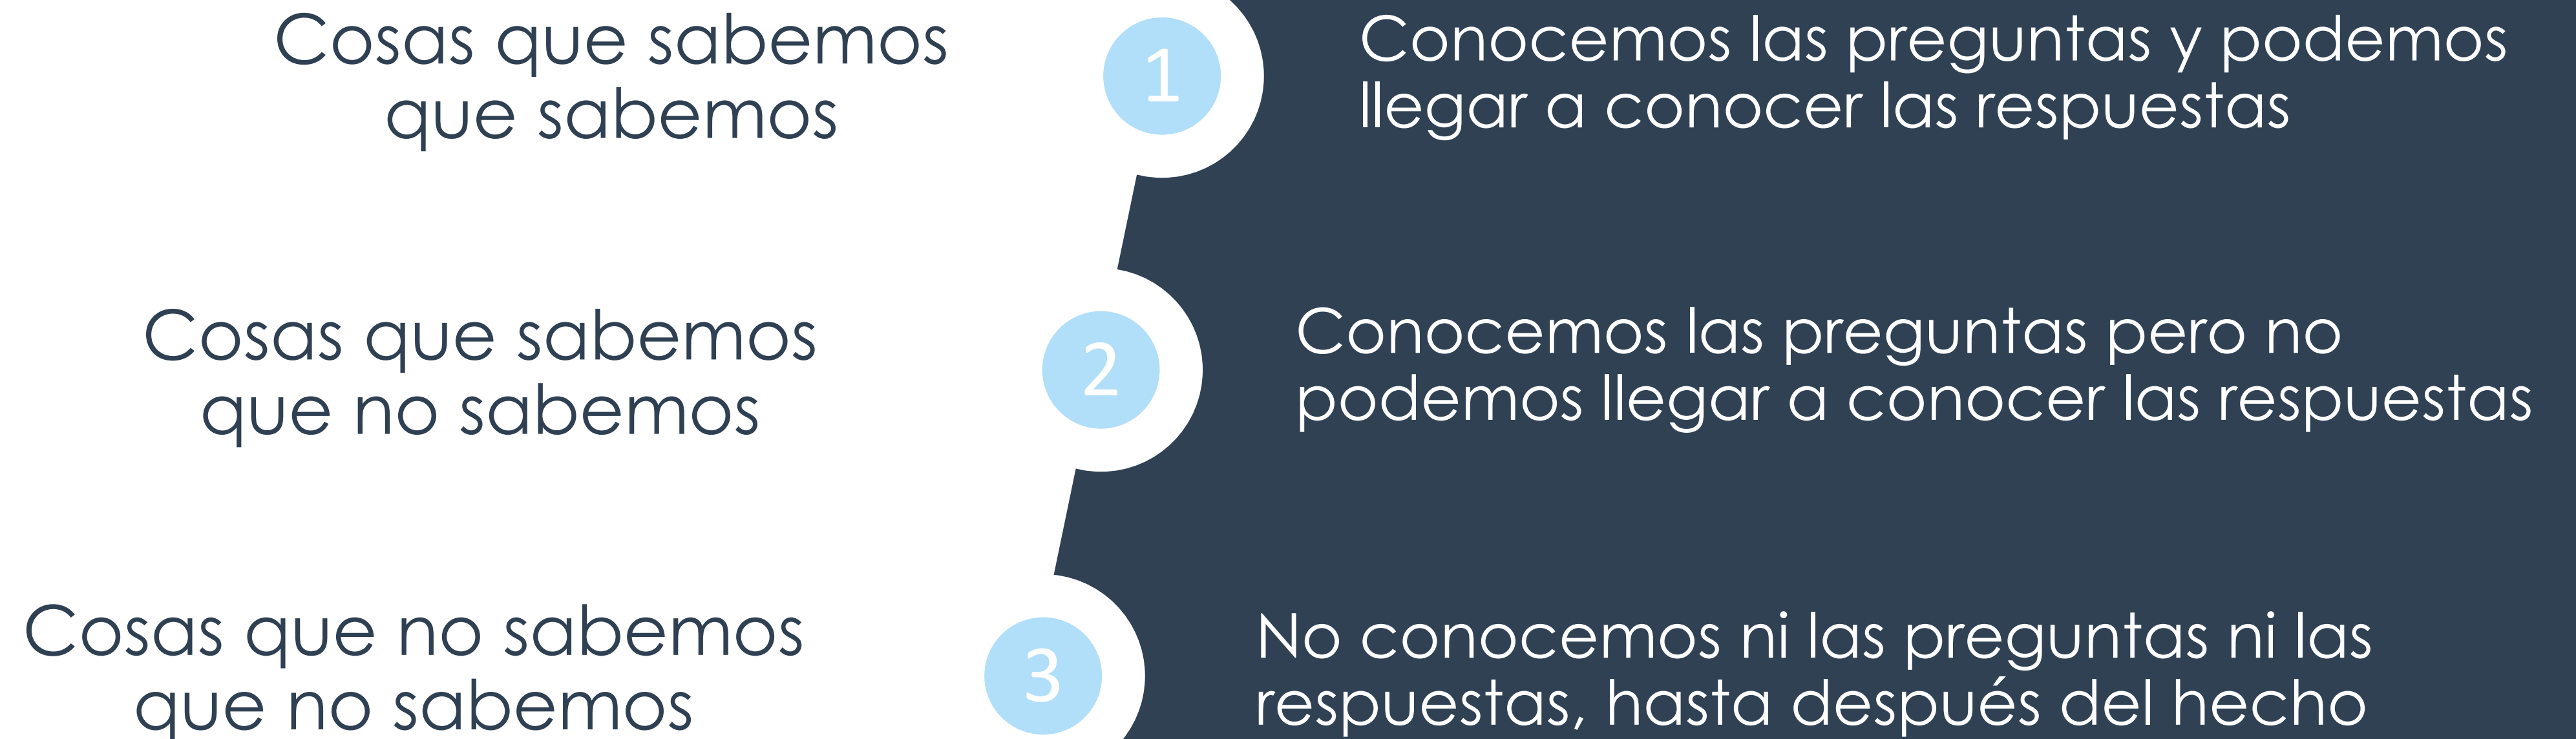 Cosas que sabemos
que sabemos
1
Conocemos las preguntas y podemos
llegar a conocer las respuestas
Cosas que sabemos
que no sabemos
2
Conocemos las preguntas pero no
podemos llegar a conocer las respuestas
Cosas que no sabemos
que no sabemos
3
No conocemos ni las preguntas ni las
respuestas, hasta después del hecho